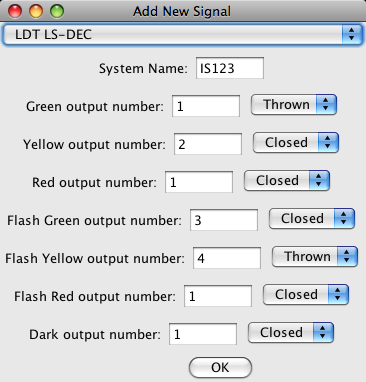 Add New Signal
LDT LS-DEC
System Name: IS123
Green output number: 1 Thrown
Yellow output number: 2 Closed
Red output number: 1 Closed
Flash Green output number: 3 Closed
Flash Yellow output number: 4 Thrown
Flash Red output number: 1 Closed
Dark output number: 1 Closed
OK